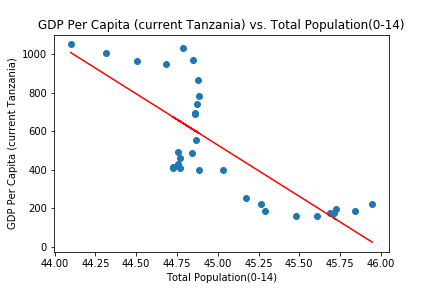 GDP Per Capita (current Tanzania) vs. Total Population(0-14)
GDP Per Capita (current Tanzania)
1000
800
600
400
200
0
44.00 44.25 44.50 44.75 45.00 45.25 45.50 45.75 46.00
Total Population(0-14)